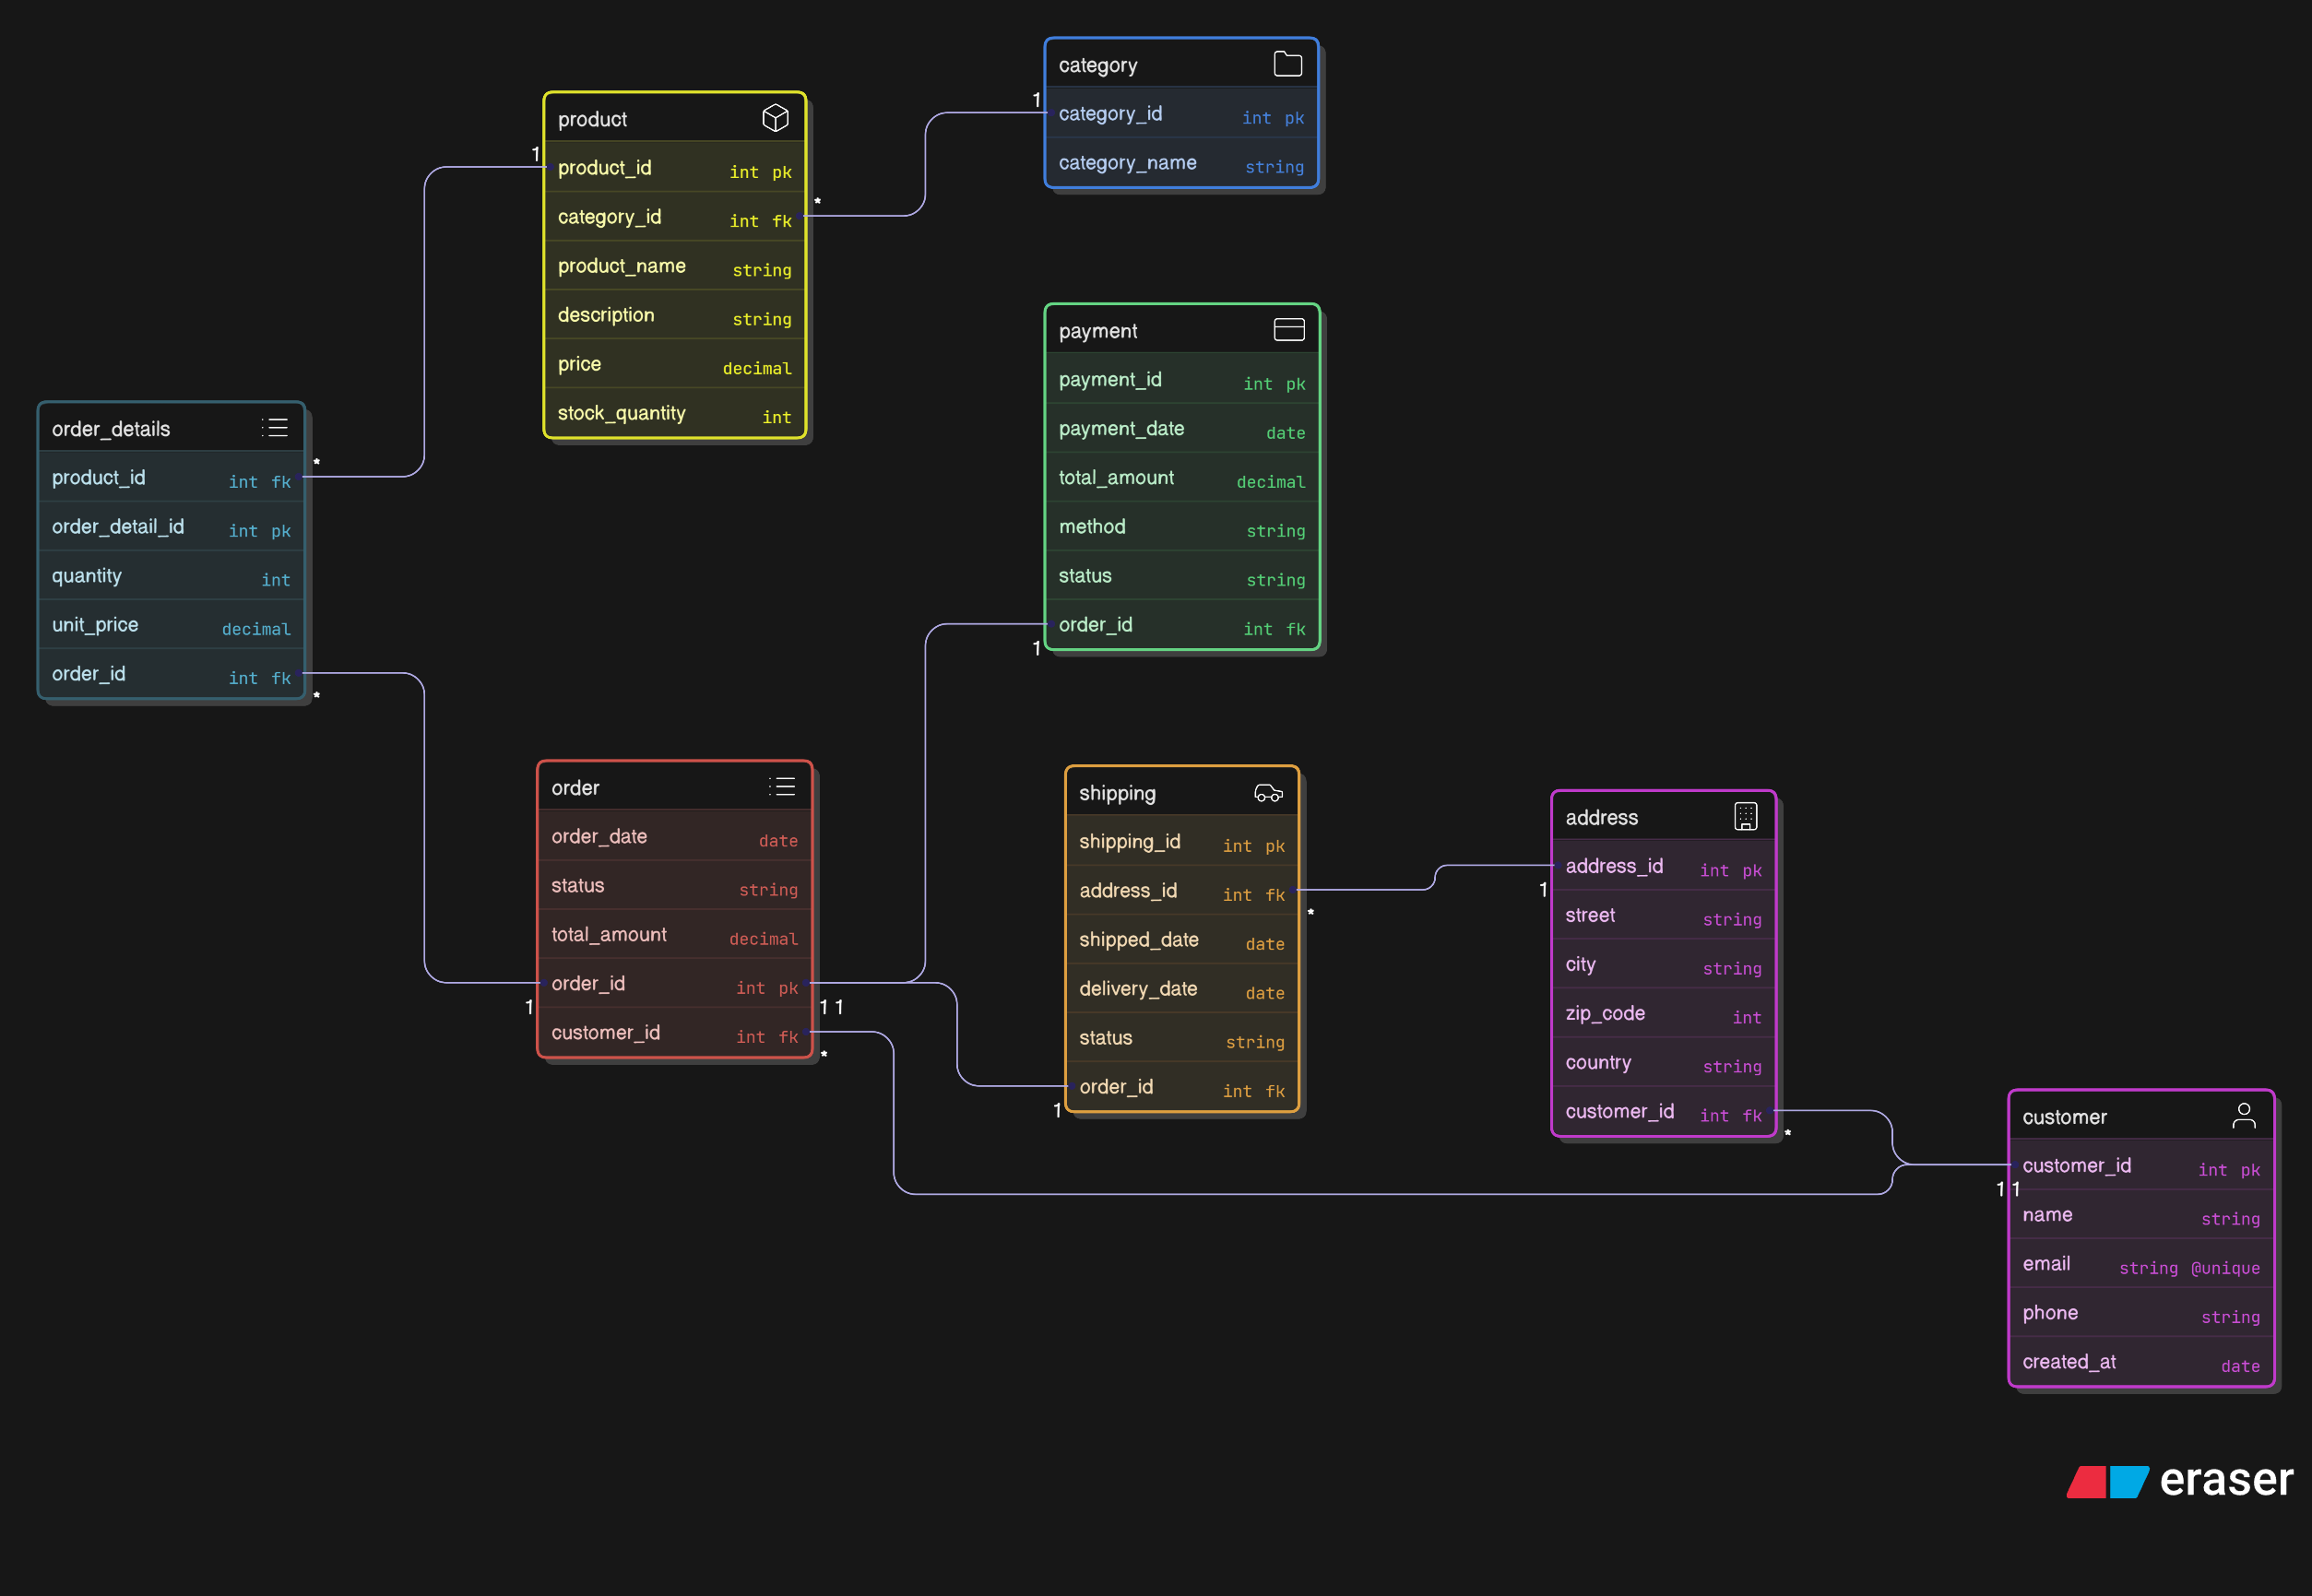 category
category_id int pk
category_name string
1
product
product_id int pk
category_id int fk
product_name string
description string
price decimal
stock_quantity int
1
*
payment
payment_id int pk
payment_date date
total_amount decimal
method string
status string
order_id int fk
1
order_details
product_id int fk
order_detail_id int pk
quantity int
unit_price decimal
order_id int fk
*
*
order
order_date date
status string
total_amount decimal
order_id int pk
customer_id int fk
1
1 1
*
shipping
shipping_id int pk
address_id int fk
shipped_date date
delivery_date date
status string
order_id int fk
*
1
address
address_id int pk
street string
city string
zip_code int
country string
customer_id int fk
1
*
customer
customer_id int pk
name string
email string @unique
phone string
created_at date
1 1
eraser